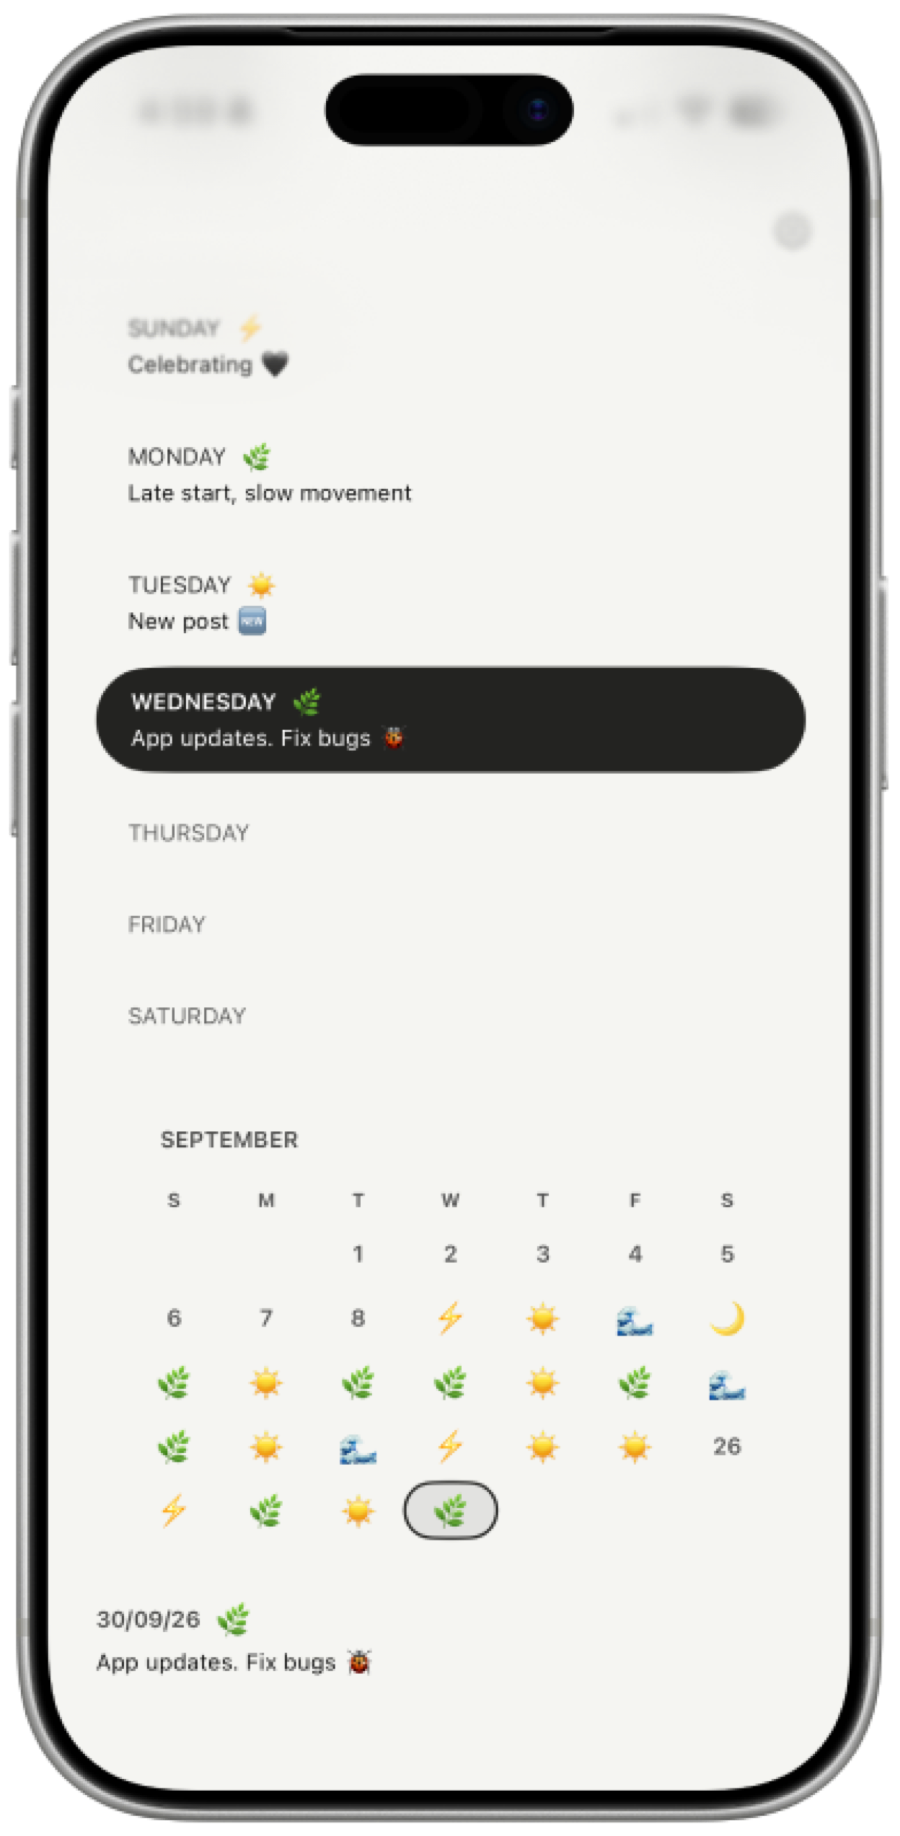 SUNDAY ⚡
Celebrating 🖤
MONDAY 🌿
Late start, slow movement
TUESDAY ☀️
New post 🆕
WEDNESDAY 🌿
App updates. Fix bugs 🐞
THURSDAY
FRIDAY
SATURDAY
SEPTEMBER
S M T W T F S
1 2 3 4 5
6 7 8 ⚡ ☀️ 🌊 🌙
🌿 ☀️ 🌿 🌿 ☀️ 🌿 🌊
🌿 ☀️ 🌊 ⚡ ☀️ ☀️ 26
⚡ 🌿 ☀️ 🌿
30/09/26 🌿
App updates. Fix bugs 🐞